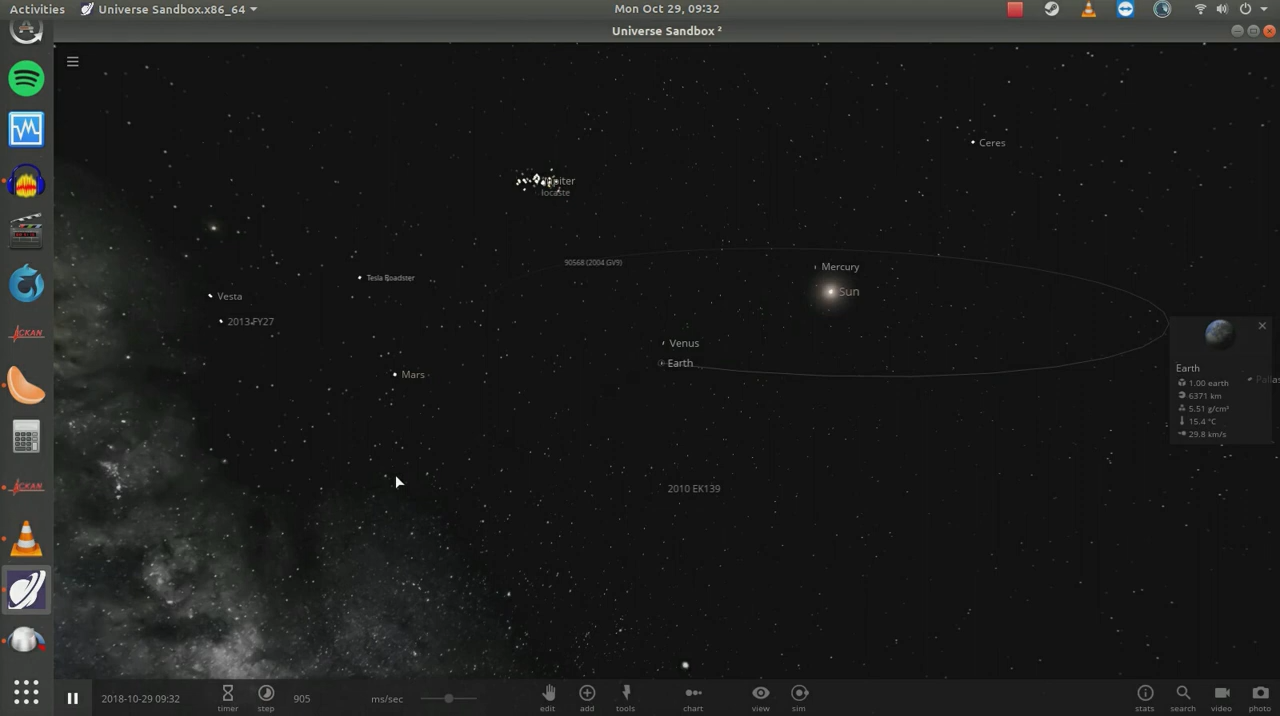 Activities
Universe Sandbox.x86_64
Mon Oct 29, 09:32
Universe Sandbox ²
Ceres
Iocaste
90568 (2004 GV9)
Mercury
Tesla Roadster
Sun
Vesta
2013 FY27
Venus
Earth
Mars
Earth
1.00 earth
6371 km
5.51 g/cm³
15.4 °C
29.8 km/s
CKAN
2010 EK139
CKAN
2018-10-29 09:32
timer
step
905
ms/sec
edit
add
tools
chart
view
sim
stats
search
video
photo